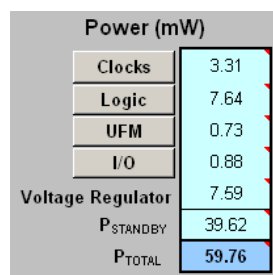 Power (mW)
Clocks 3.31
Logic 7.64
UFM 0.73
I/O 0.88
Voltage Regulator 7.59
PSTANDBY 39.62
PTOTAL 59.76